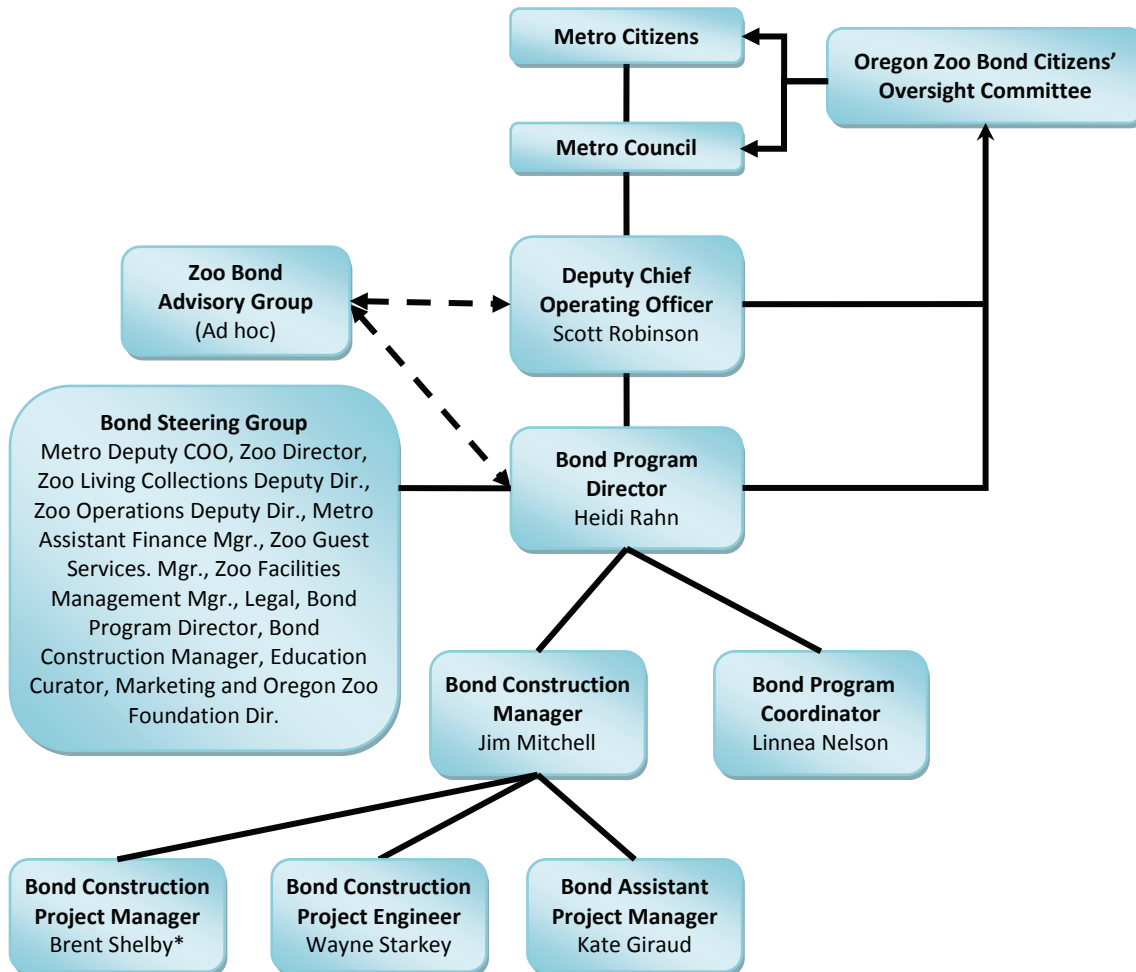 Metro Citizens
Oregon Zoo Bond Citizens’
Oversight Committee
Metro Council
Zoo Bond
Advisory Group
(Ad hoc)
Deputy Chief
Operating Officer
Scott Robinson
Bond Steering Group
Metro Deputy COO, Zoo Director,
Zoo Living Collections Deputy Dir.,
Zoo Operations Deputy Dir., Metro
Assistant Finance Mgr., Zoo Guest
Services. Mgr., Zoo Facilities
Management Mgr., Legal, Bond
Program Director, Bond
Construction Manager, Education
Curator, Marketing and Oregon Zoo
Foundation Dir.
Bond Program
Director
Heidi Rahn
Bond Construction
Manager
Jim Mitchell
Bond Program
Coordinator
Linnea Nelson
Bond Construction
Project Manager
Brent Shelby*
Bond Construction
Project Engineer
Wayne Starkey
Bond Assistant
Project Manager
Kate Giraud